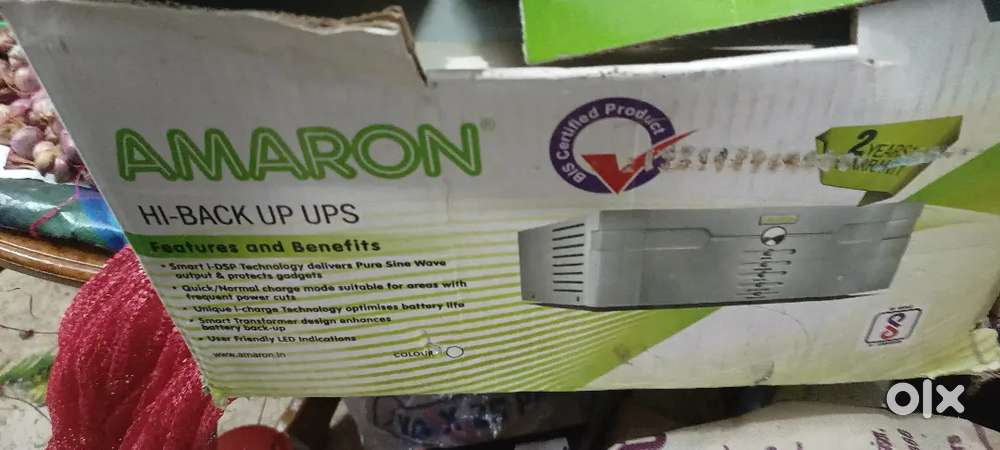 AMARON®
HI-BACK UP UPS
Features and Benefits
• Smart i-DSP Technology delivers Pure Sine Wave
output & protects gadgets
• Quick/Normal charge mode suitable for areas with
frequent power cuts
• Unique i-charge Technology optimises battery life
• Smart Transformer design enhances
battery back-up
• User Friendly LED Indications
www.amaron.in
COLOUR
BIS Certified Product
2 YEARS
WARRANTY
olx